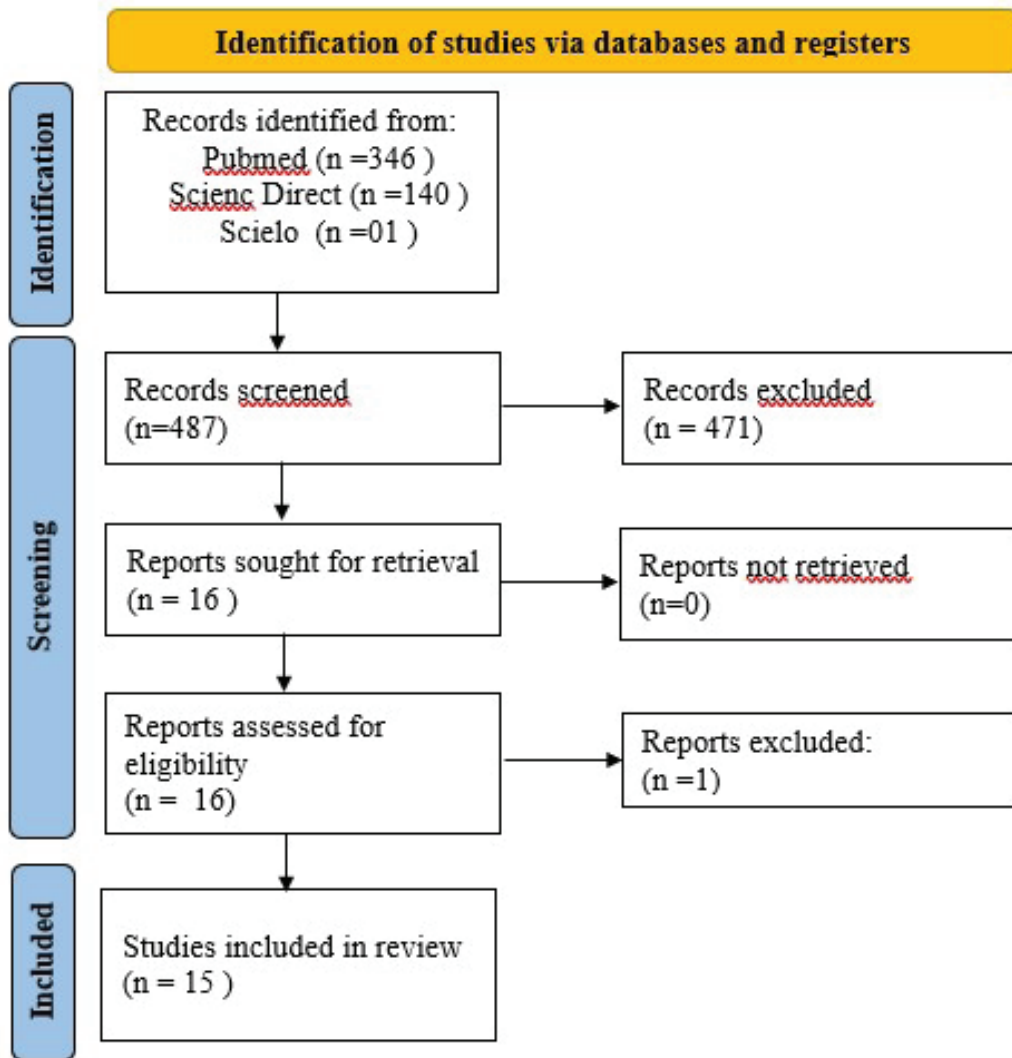 Identification of studies via databases and registers
Identification
Records identified from:
Pubmed (n =346 )
Scienc Direct (n =140 )
Scielo (n =01 )
Screening
Records screened
(n=487)
Records excluded
(n = 471)
Reports sought for retrieval
(n = 16 )
Reports not retrieved
(n=0)
Reports assessed for
eligibility
(n = 16)
Reports excluded:
(n =1)
Included
Studies included in review
(n = 15 )